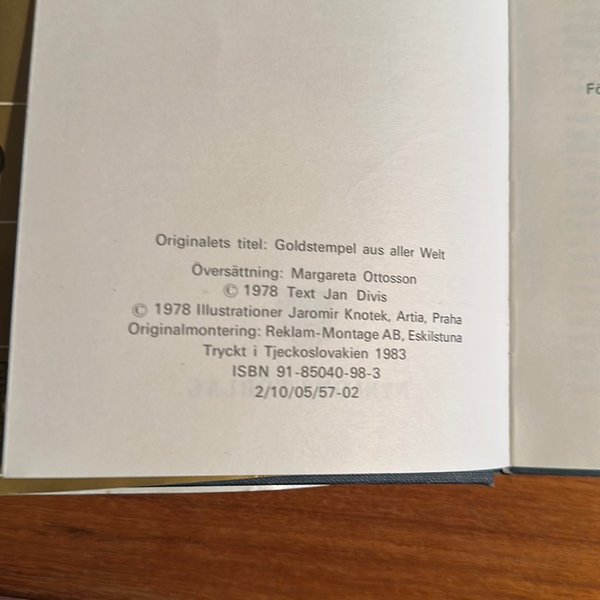 Originalets titel: Goldstempel aus aller Welt
Översättning: Margareta Ottosson
© 1978 Text Jan Divis
© 1978 Illustrationer Jaromir Knotek, Artia, Praha
Originalmontering: Reklam-Montage AB, Eskilstuna
Tryckt i Tjeckoslovakien 1983
ISBN 91-85040-98-3
2/10/05/57-02